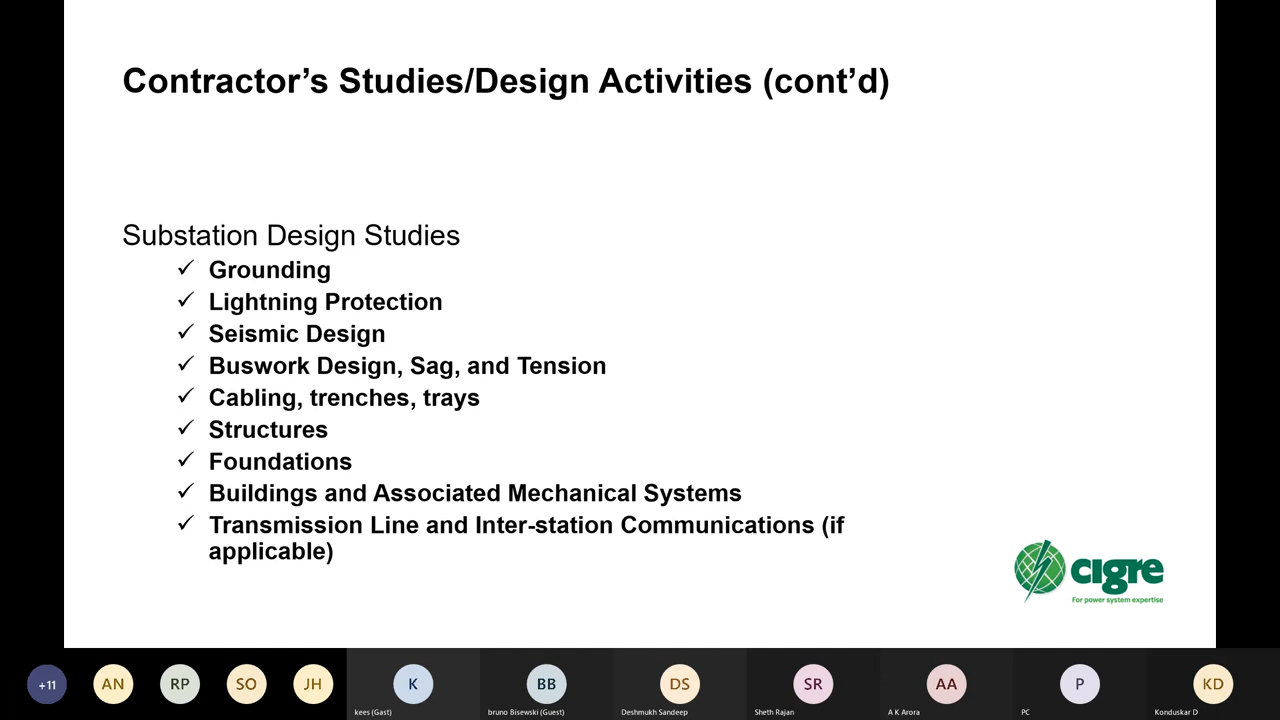 Contractor’s Studies/Design Activities (cont’d)
Substation Design Studies
✓ Grounding
✓ Lightning Protection
✓ Seismic Design
✓ Buswork Design, Sag, and Tension
✓ Cabling, trenches, trays
✓ Structures
✓ Foundations
✓ Buildings and Associated Mechanical Systems
✓ Transmission Line and Inter-station Communications (if
applicable)
cigre
For power system expertise
+11 AN RP SO JH K BB DS SR AA P KD
kees (Gast) bruno Bisewski (Guest) Deshmukh Sandeep Sheth Rajan A K Arora PC Konduskar D